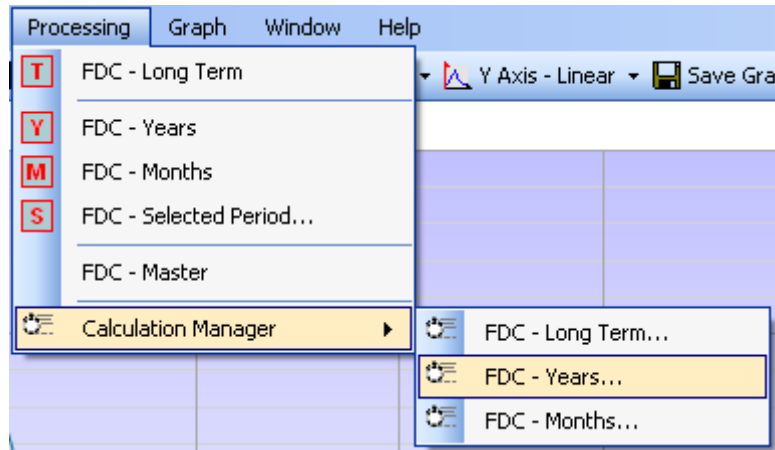 Processing Graph Window Help
T FDC - Long Term
Y Axis - Linear Save Gra
Y FDC - Years
M FDC - Months
S FDC - Selected Period...
FDC - Master
Calculation Manager
FDC - Long Term...
FDC - Years...
FDC - Months...